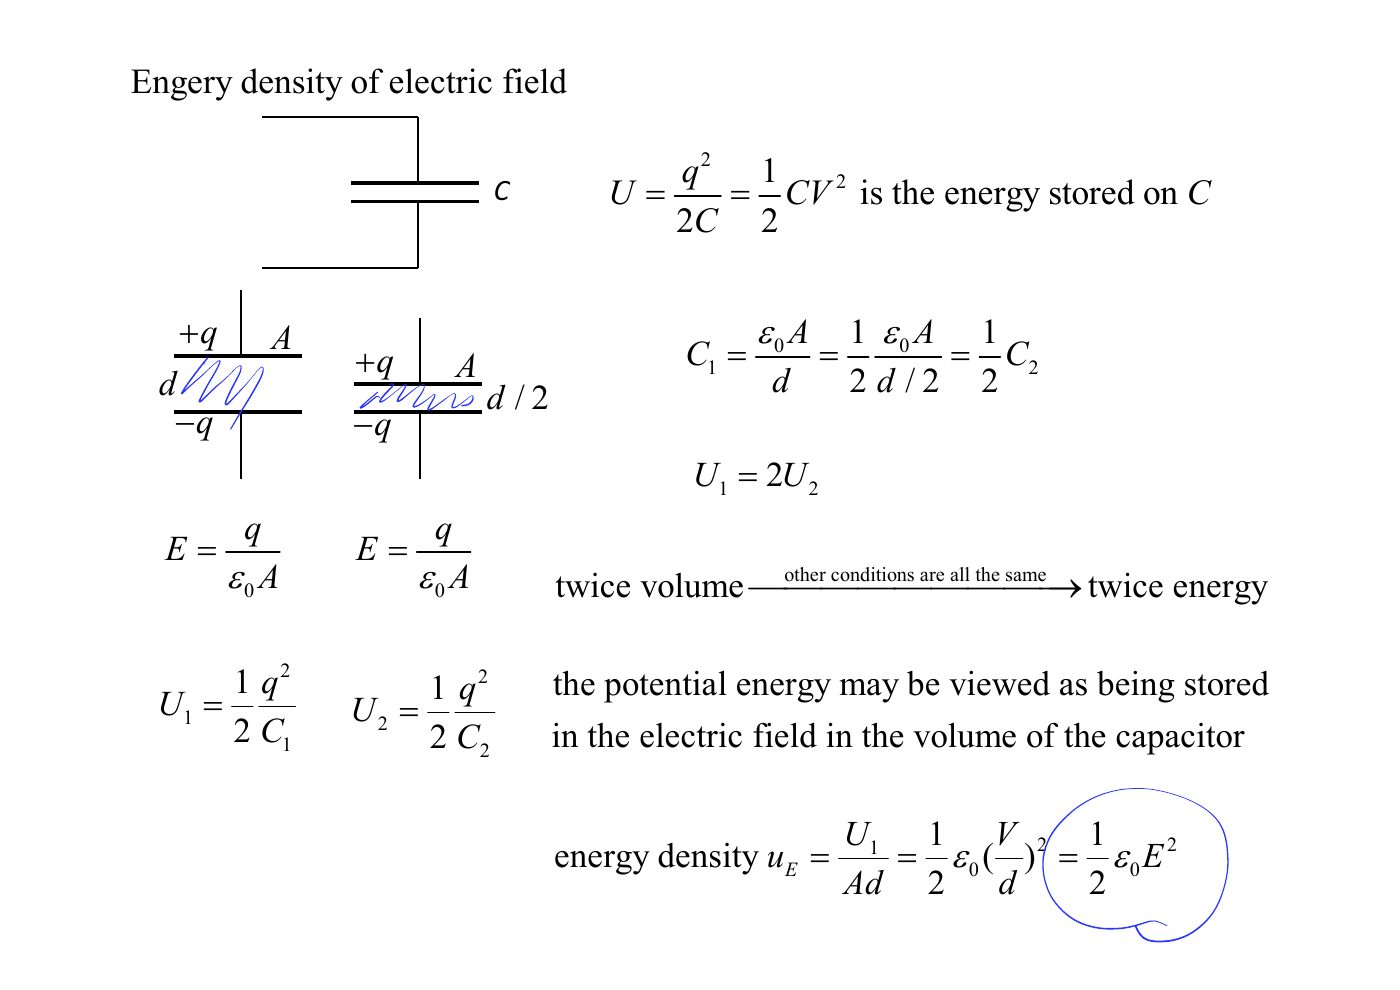 Engery density of electric field
C
U = q²/2C = 1/2 CV² is the energy stored on C
+q A
d
−q
+q A
d / 2
−q
C₁ = ε₀A/d = 1/2 ε₀A/(d / 2) = 1/2 C₂
U₁ = 2U₂
E = q/ε₀A
E = q/ε₀A
twice volume —other conditions are all the same→ twice energy
U₁ = 1/2 q²/C₁
U₂ = 1/2 q²/C₂
the potential energy may be viewed as being stored
in the electric field in the volume of the capacitor
energy density u_E = U₁/Ad = 1/2 ε₀(V/d)² = 1/2 ε₀E²